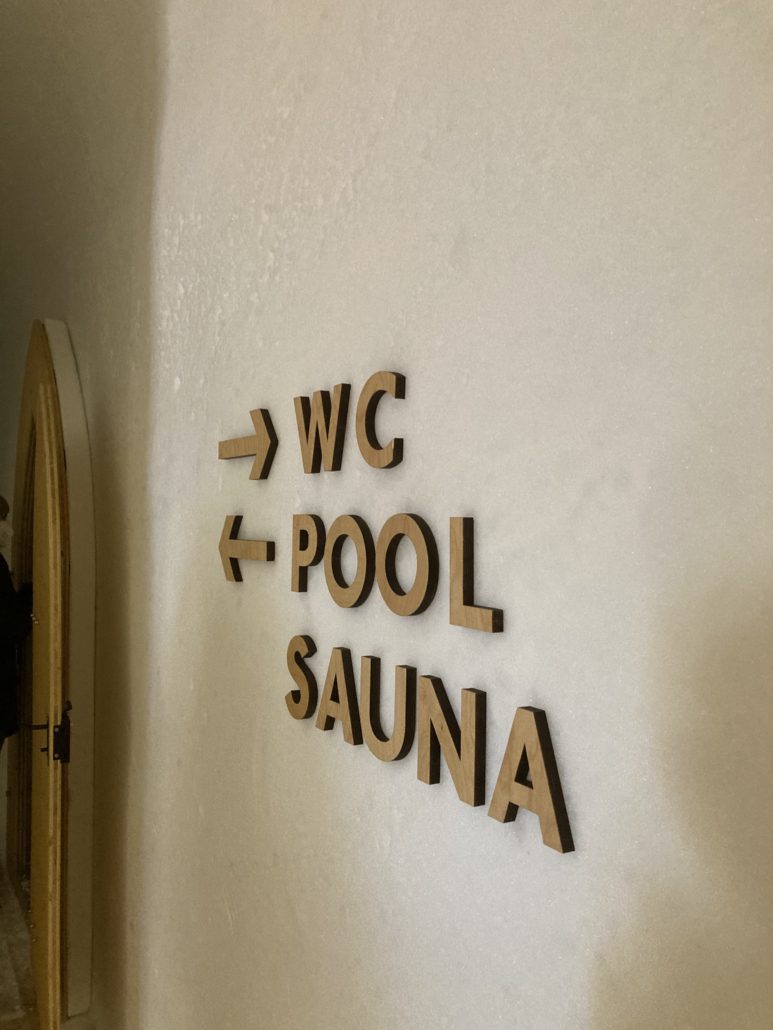 → WC
← POOL
SAUNA